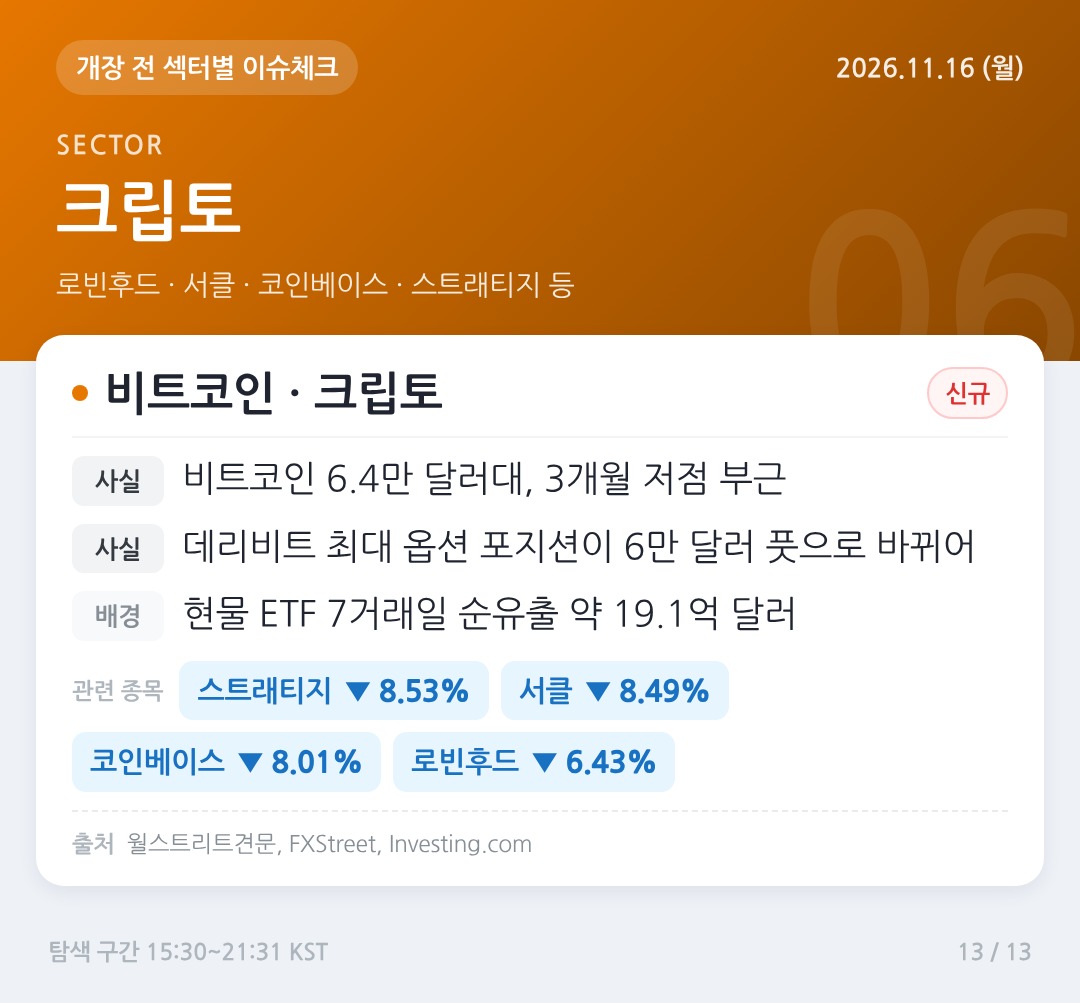 개장 전 섹터별 이슈체크
2026.11.16 (월)
SECTOR
크립토
로빈후드 · 서클 · 코인베이스 · 스트래티지 등
06
비트코인 · 크립토
신규
사실 비트코인 6.4만 달러대, 3개월 저점 부근
사실 데리비트 최대 옵션 포지션이 6만 달러 풋으로 바뀌어
배경 현물 ETF 7거래일 순유출 약 19.1억 달러
관련 종목 스트래티지 ▼ 8.53% 서클 ▼ 8.49%
코인베이스 ▼ 8.01% 로빈후드 ▼ 6.43%
출처 월스트리트견문, FXStreet, Investing.com
탐색 구간 15:30~21:31 KST
13 / 13